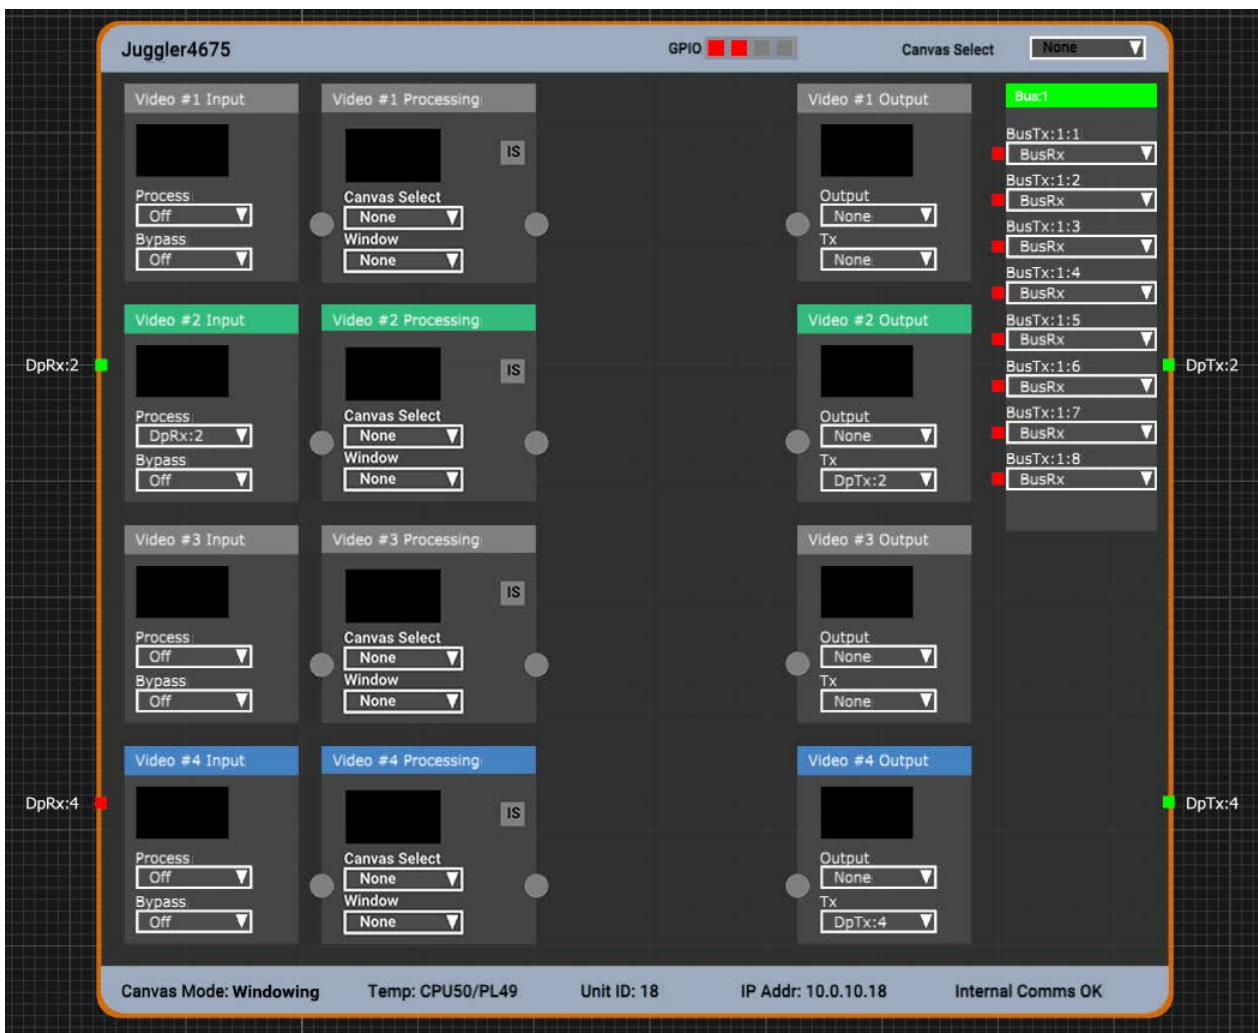 Juggler4675
GPIO
Canvas Select
None
Video #1 Input
Process
Off
Bypass
Off
Video #1 Processing
IS
Canvas Select
None
Window
None
Video #1 Output
Output
None
Tx
None
Bus:1
BusTx:1:1
BusRx
BusTx:1:2
BusRx
BusTx:1:3
BusRx
BusTx:1:4
BusRx
BusTx:1:5
BusRx
BusTx:1:6
BusRx
BusTx:1:7
BusRx
BusTx:1:8
BusRx
DpRx:2
Video #2 Input
Process
DpRx:2
Bypass
Off
Video #2 Processing
IS
Canvas Select
None
Window
None
Video #2 Output
Output
None
Tx
DpTx:2
DpTx:2
Video #3 Input
Process
Off
Bypass
Off
Video #3 Processing
IS
Canvas Select
None
Window
None
Video #3 Output
Output
None
Tx
None
DpRx:4
Video #4 Input
Process
Off
Bypass
Off
Video #4 Processing
IS
Canvas Select
None
Window
None
Video #4 Output
Output
None
Tx
DpTx:4
DpTx:4
Canvas Mode: Windowing
Temp: CPU50/PL49
Unit ID: 18
IP Addr: 10.0.10.18
Internal Comms OK